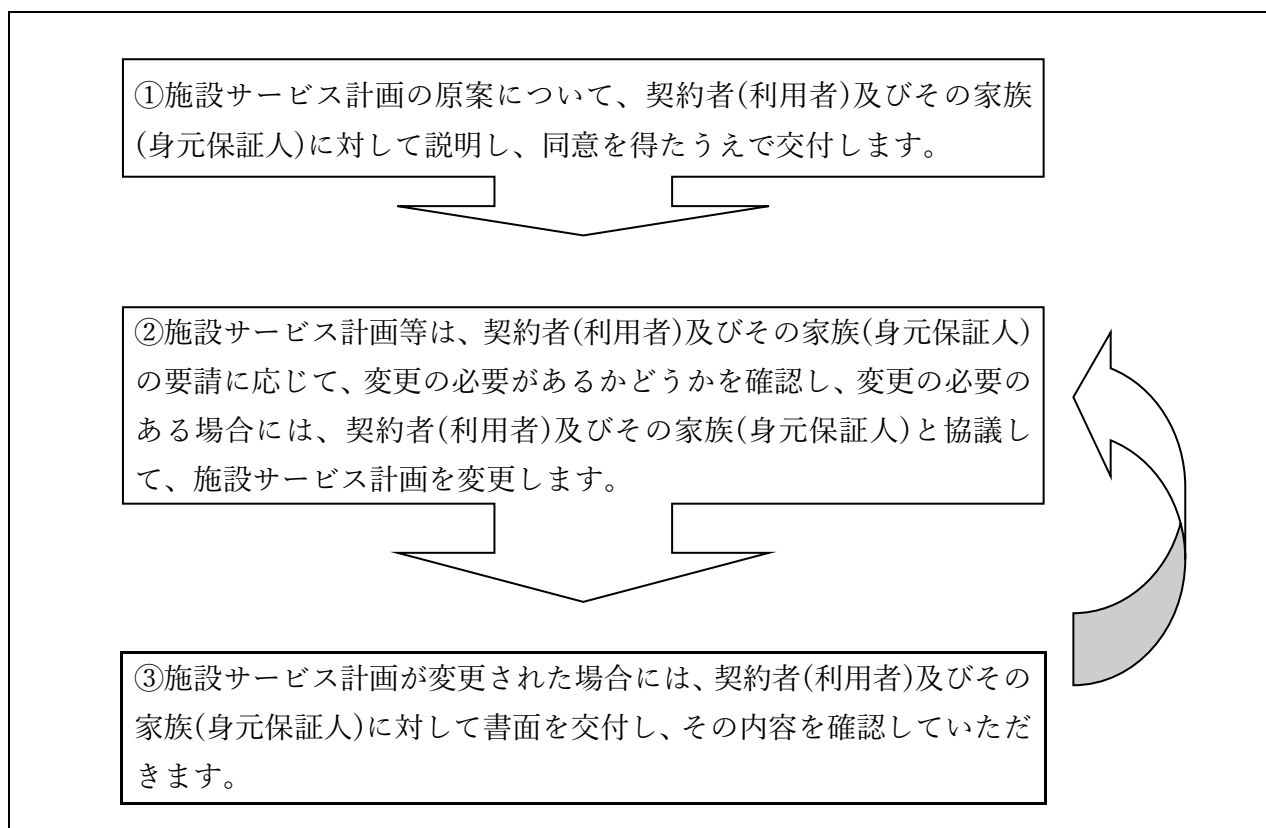 ①施設サービス計画の原案について、契約者(利用者)及びその家族
(身元保証人)に対して説明し、同意を得たうえで交付します。
②施設サービス計画等は、契約者(利用者)及びその家族(身元保証人)
の要請に応じて、変更の必要があるかどうかを確認し、変更の必要の
ある場合には、契約者(利用者)及びその家族(身元保証人)と協議し
て、施設サービス計画を変更します。
③施設サービス計画が変更された場合には、契約者(利用者)及びその
家族(身元保証人)に対して書面を交付し、その内容を確認していただ
きます。